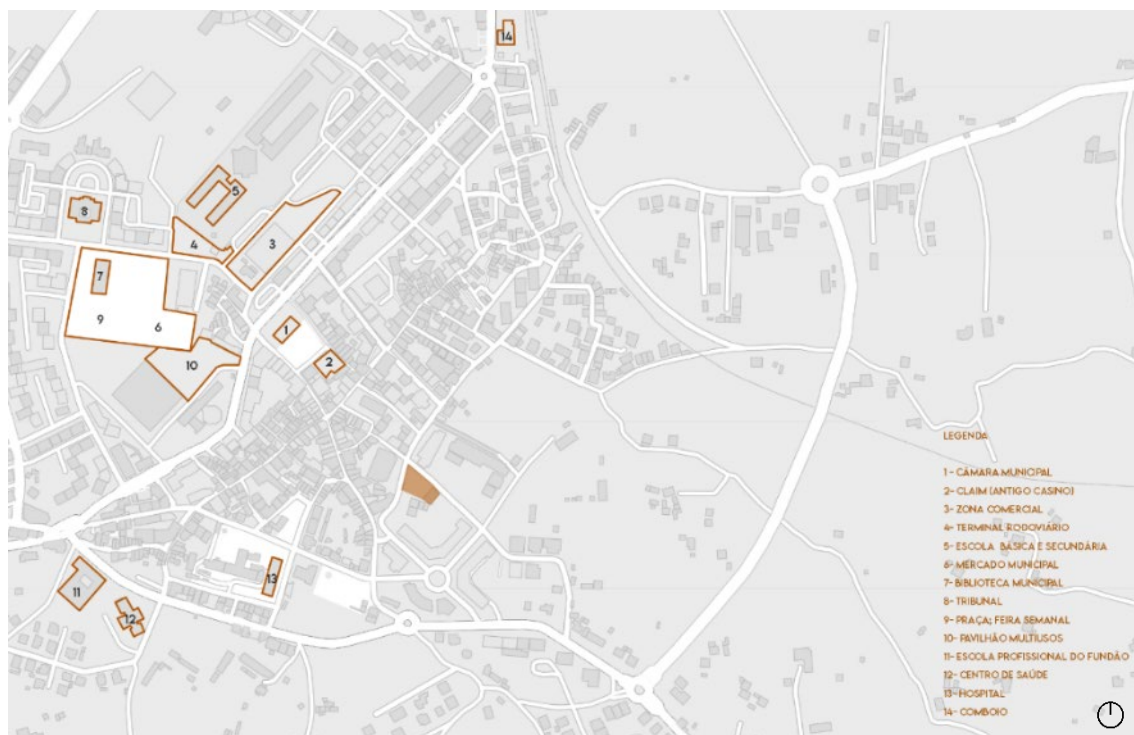 14
5
8
4
3
7
1
9
6
2
10
13
11
12
LEGENDA
1- CÂMARA MUNICIPAL
2- CLAIM (ANTIGO CASINO)
3- ZONA COMERCIAL
4- TERMINAL RODOVIÁRIO
5- ESCOLA BÁSICA E SECUNDÁRIA
6- MERCADO MUNICIPAL
7- BIBLIOTECA MUNICIPAL
8- TRIBUNAL
9- PRAÇA; FEIRA SEMANAL
10- PAVILHÃO MULTIUSOS
11- ESCOLA PROFISSIONAL DO FUNDÃO
12- CENTRO DE SAÚDE
13- HOSPITAL
14- COMBOIO